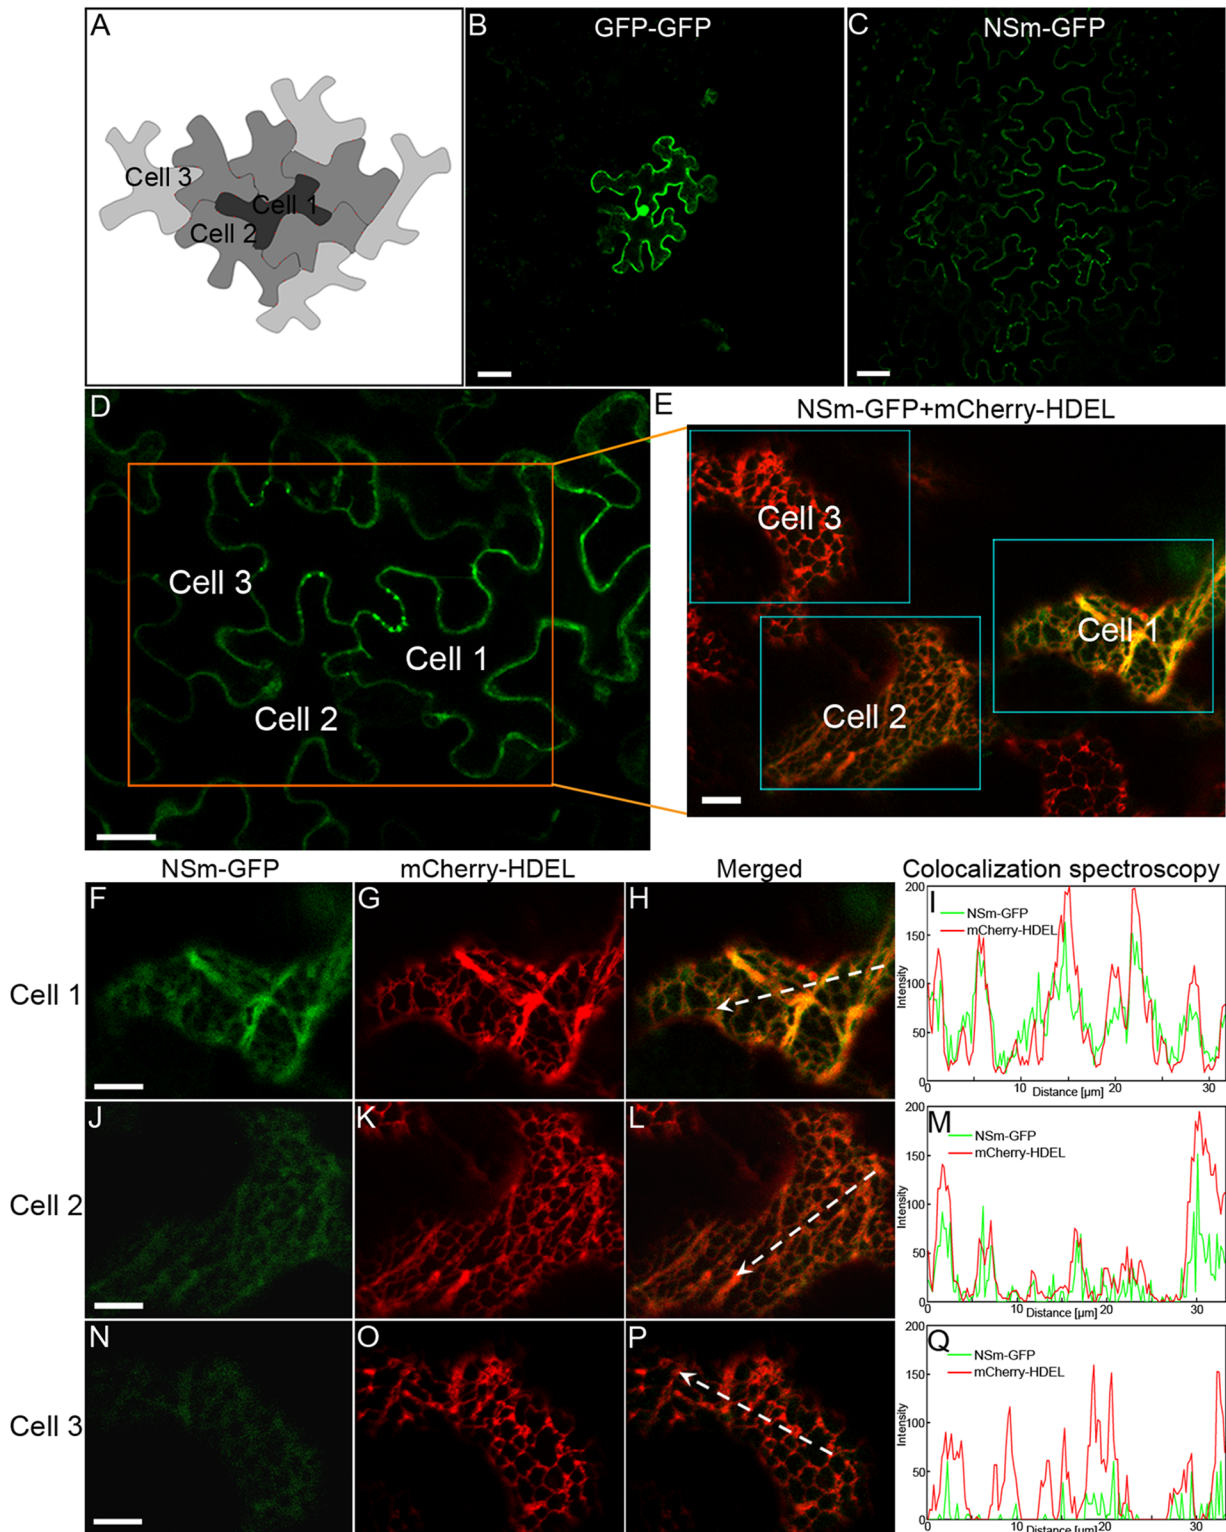 A
B
GFP-GFP
C
NSm-GFP
Cell 3
Cell 1
Cell 2
D
E
NSm-GFP+mCherry-HDEL
Cell 3
Cell 1
Cell 2
Cell 3
Cell 1
Cell 2
NSm-GFP
mCherry-HDEL
Merged
Colocalization spectroscopy
Cell 1
F
G
H
I
NSm-GFP
mCherry-HDEL
Intensity
200
150
100
50
0
0
10
20
30
Distance [µm]
Cell 2
J
K
L
M
NSm-GFP
mCherry-HDEL
Intensity
200
150
100
50
0
0
10
20
30
Distance [µm]
Cell 3
N
O
P
Q
NSm-GFP
mCherry-HDEL
Intensity
200
150
100
50
0
0
10
20
30
Distance [µm]